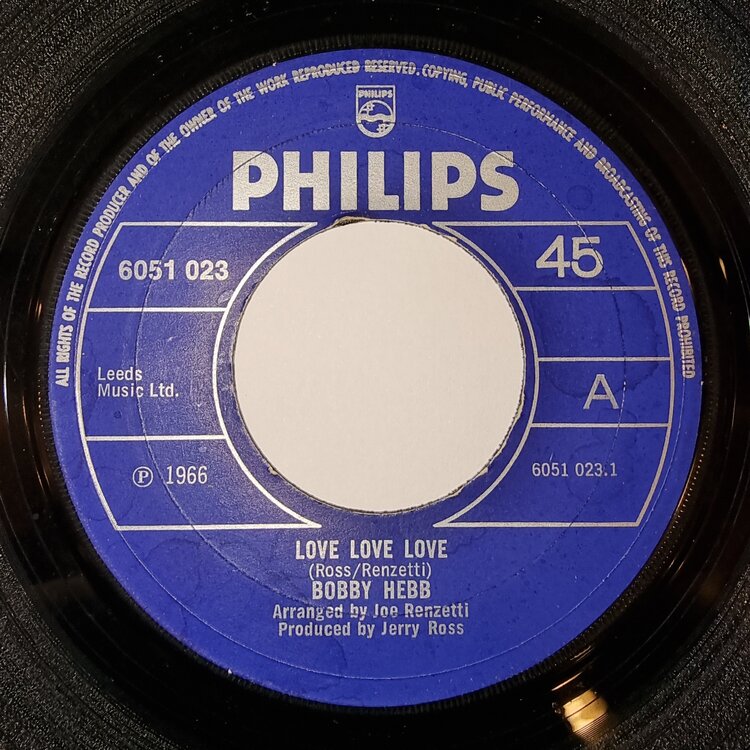 ALL RIGHTS OF THE RECORD PRODUCER AND OF THE OWNER OF THE WORK REPRODUCED RESERVED. COPYING, PUBLIC PERFORMANCE AND BROADCASTING OF THIS RECORD PROHIBITED
PHILIPS
PHILIPS
6051 023
45
Leeds
Music Ltd.
A
Ⓟ 1966
6051 023.1
LOVE LOVE LOVE
(Ross/Renzetti)
BOBBY HEBB
Arranged by Joe Renzetti
Produced by Jerry Ross